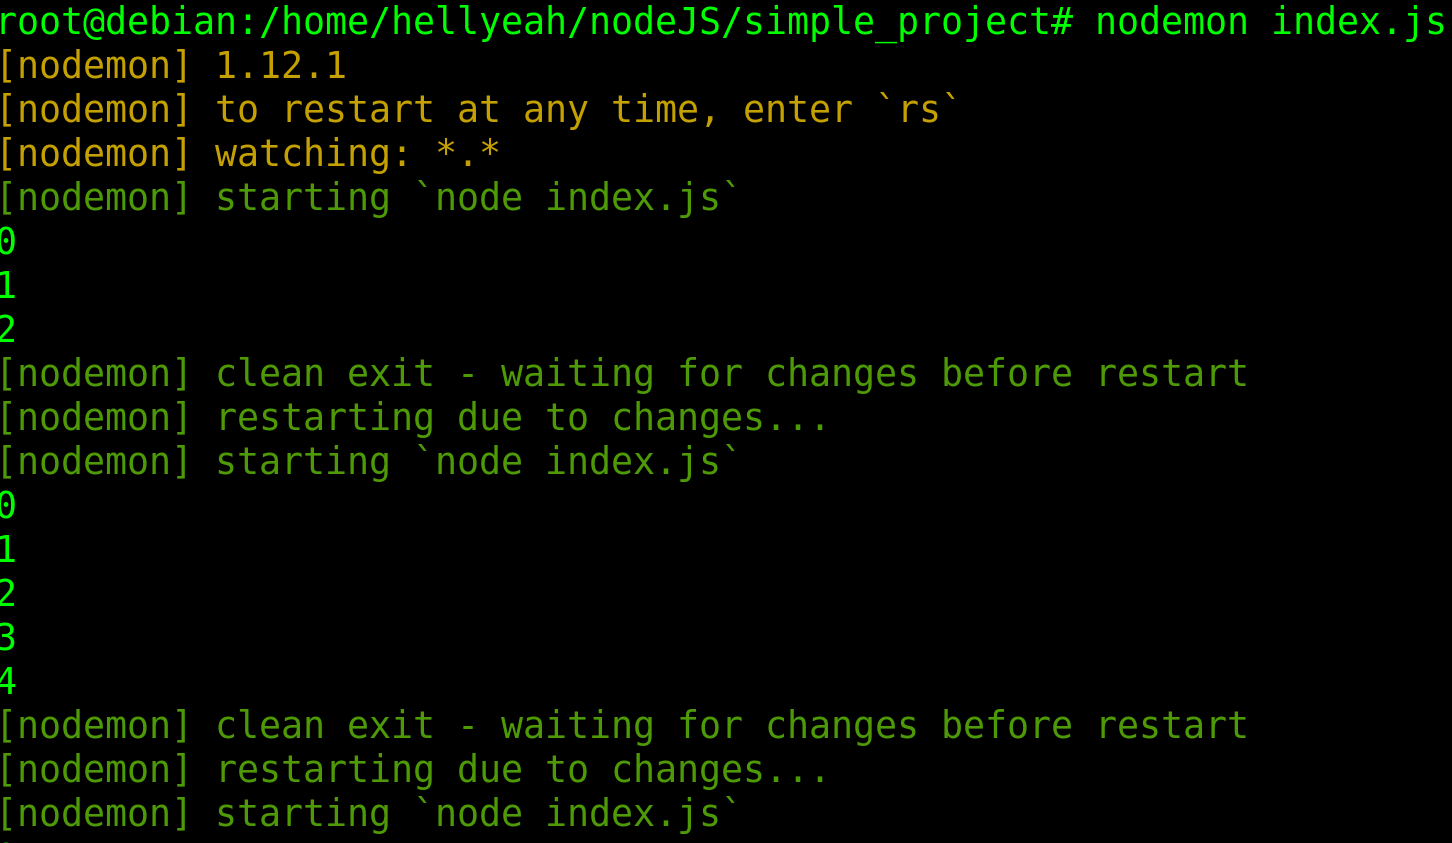 root@debian:/home/hellyeah/nodeJS/simple_project# nodemon index.js
[nodemon] 1.12.1
[nodemon] to restart at any time, enter `rs`
[nodemon] watching: *.*
[nodemon] starting `node index.js`
0
1
2
[nodemon] clean exit - waiting for changes before restart
[nodemon] restarting due to changes...
[nodemon] starting `node index.js`
0
1
2
3
4
[nodemon] clean exit - waiting for changes before restart
[nodemon] restarting due to changes...
[nodemon] starting `node index.js`